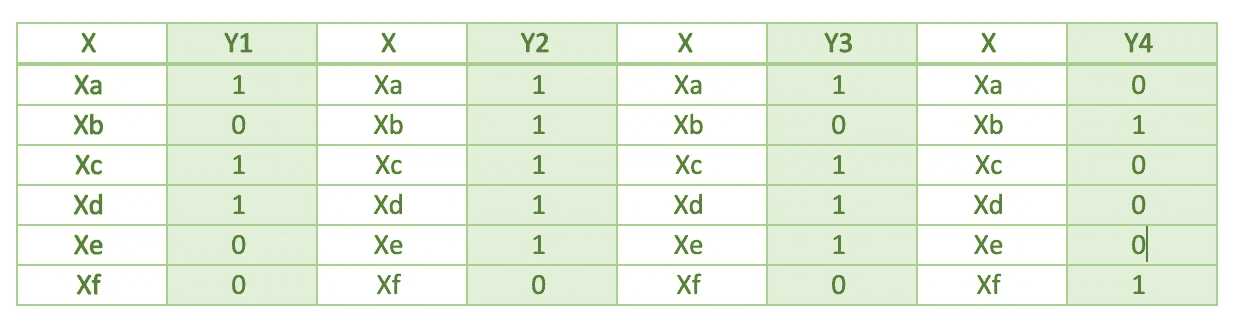 X Y1 X Y2 X Y3 X Y4
Xa 1 Xa 1 Xa 1 Xa 0
Xb 0 Xb 1 Xb 0 Xb 1
Xc 1 Xc 1 Xc 1 Xc 0
Xd 1 Xd 1 Xd 1 Xd 0
Xe 0 Xe 1 Xe 1 Xe 0
Xf 0 Xf 0 Xf 0 Xf 1